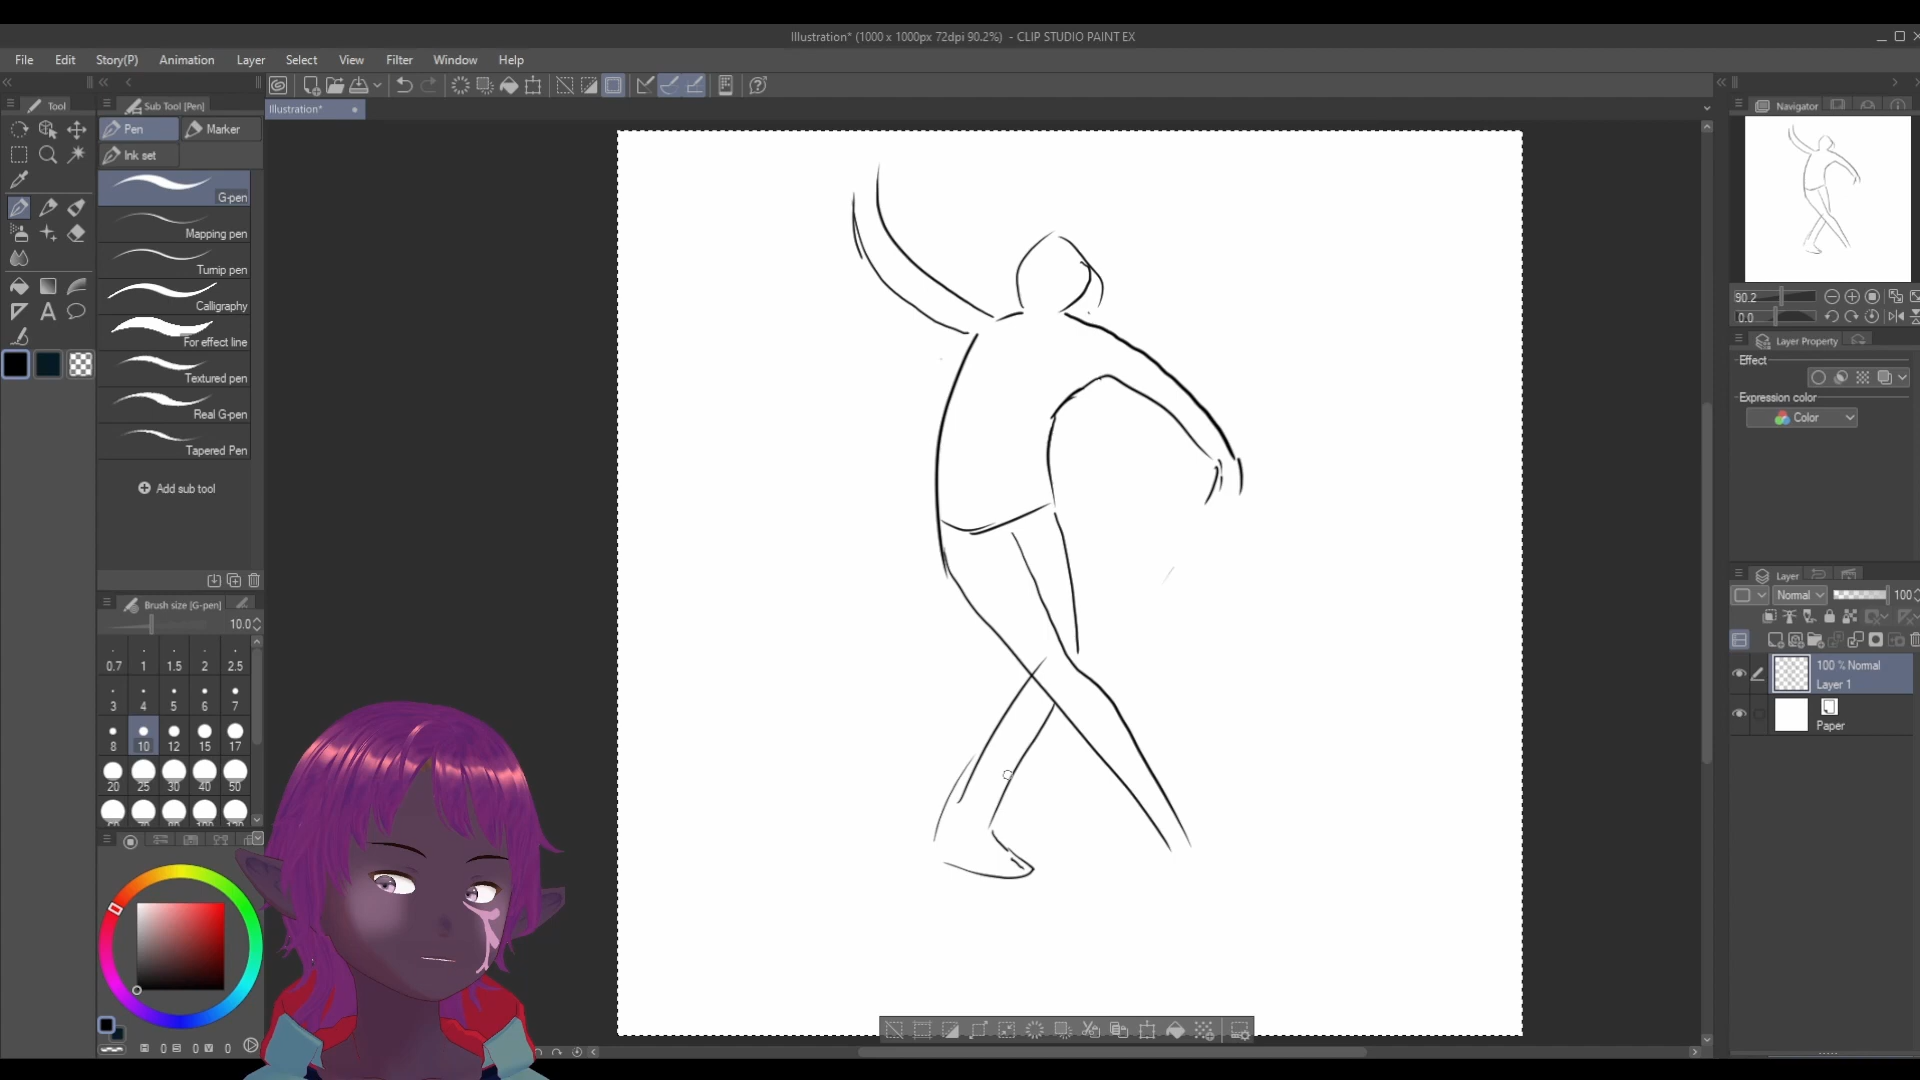 Illustration* (1000 x 1000px 72dpi 90.2%) - CLIP STUDIO PAINT EX
File Edit Story(P) Animation Layer Select View Filter Window Help
Tool
Sub Tool [Pen]
Illustration*
Navigator
Pen
Marker
Ink set
G-pen
Mapping pen
Turnip pen
Calligraphy
For effect line
Textured pen
Real G-pen
Tapered Pen
Add sub tool
Brush size [G-pen]
10.0
0.7 1 1.5 2 2.5
3 4 5 6 7
8 10 12 15 17
20 25 30 40 50
0 0 0
90.2
0.0
Layer Property
Effect
Expression color
Color
Layer
Normal
100
100 % Normal
Layer 1
Paper